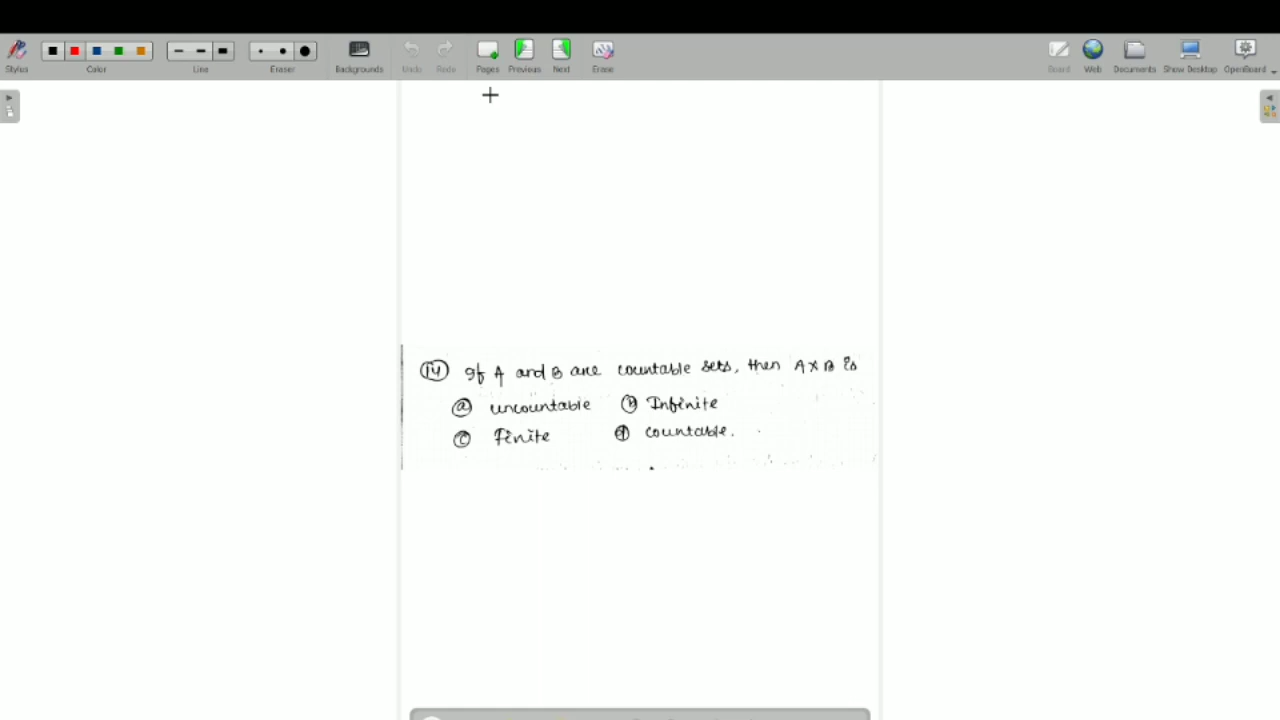 Stylus Color Line Eraser Backgrounds Undo Redo Pages Previous Next Erase Board Web Documents Show Desktop OpenBoard
(14) If A and B are countable sets, then A × B is
(a) uncountable (b) Infinite
(c) Finite (d) countable.